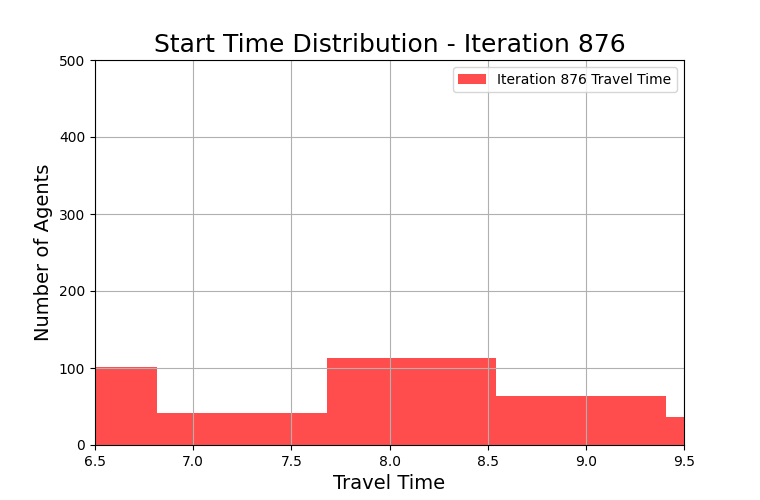 Start Time Distribution - Iteration 876
Iteration 876 Travel Time
Number of Agents
500
400
300
200
100
0
6.5 7.0 7.5 8.0 8.5 9.0 9.5
Travel Time